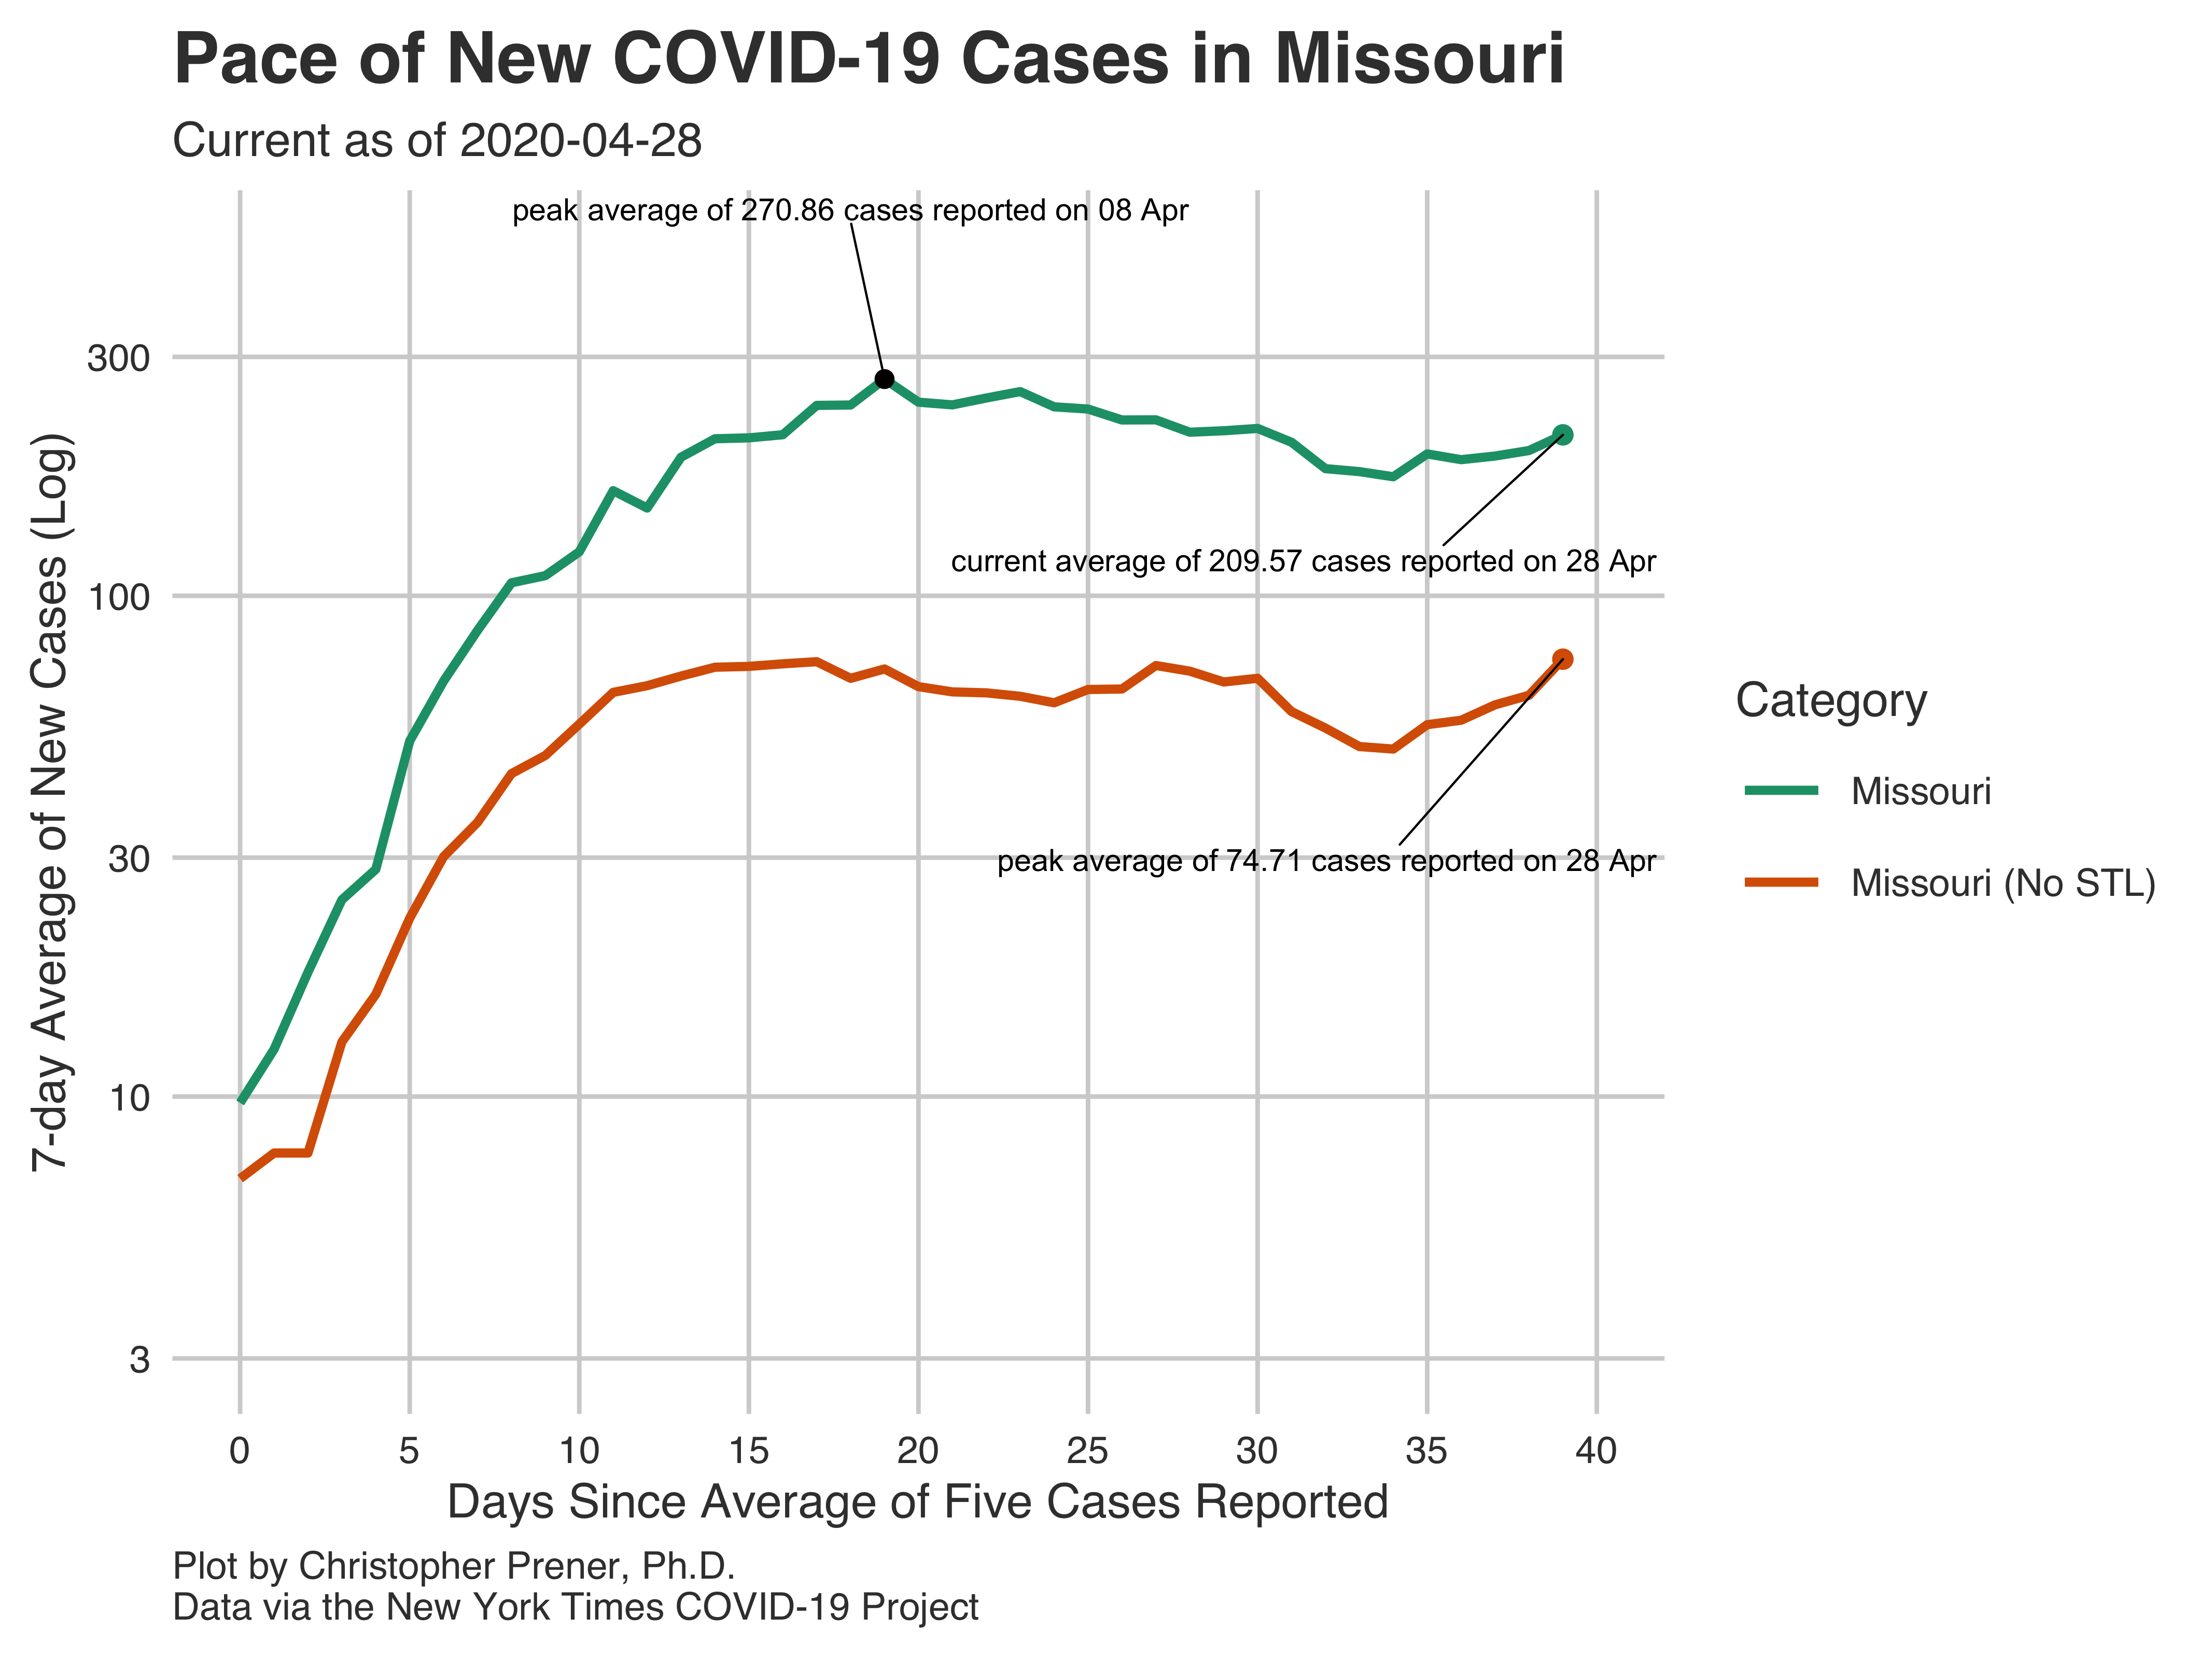 Pace of New COVID-19 Cases in Missouri
Current as of 2020-04-28
peak average of 270.86 cases reported on 08 Apr
300
current average of 209.57 cases reported on 28 Apr
100
peak average of 74.71 cases reported on 28 Apr
30
10
3
7-day Average of New Cases (Log)
0 5 10 15 20 25 30 35 40
Days Since Average of Five Cases Reported
Category
Missouri
Missouri (No STL)
Plot by Christopher Prener, Ph.D.
Data via the New York Times COVID-19 Project